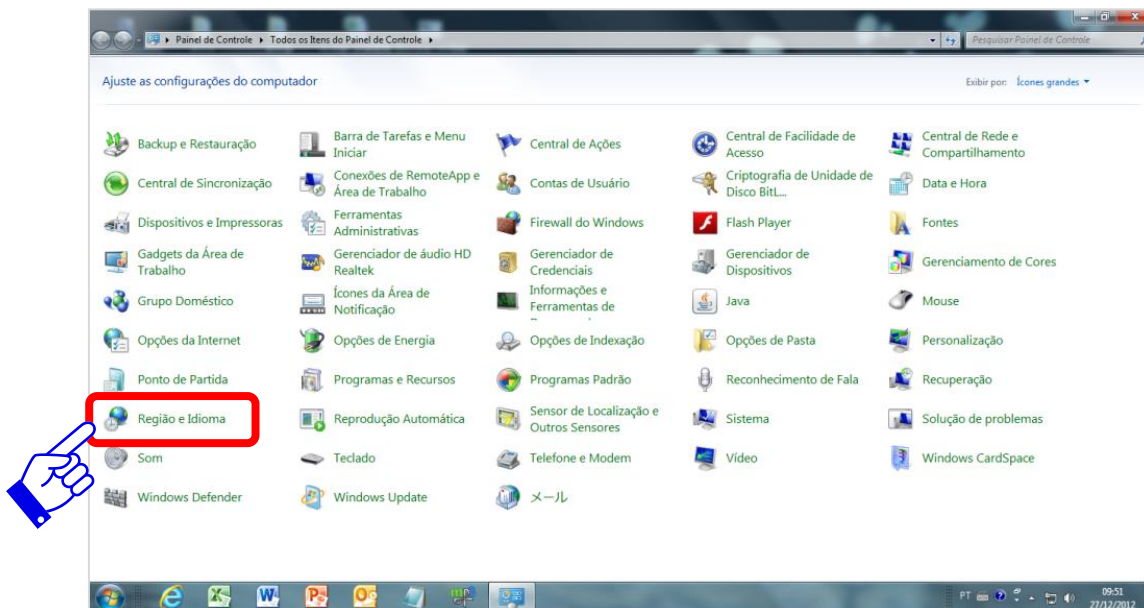 Painel de Controle Todos os Itens do Painel de Controle
Pesquisar Painel de Controle
Ajuste as configurações do computador
Exibir por: Ícones grandes
Backup e Restauração
Barra de Tarefas e Menu
Iniciar
Central de Ações
Central de Facilidade de
Acesso
Central de Rede e
Compartilhamento
Central de Sincronização
Conexões de RemoteApp e
Área de Trabalho
Contas de Usuário
Criptografia de Unidade de
Disco BitL...
Data e Hora
Dispositivos e Impressoras
Ferramentas
Administrativas
Firewall do Windows
Flash Player
Fontes
Gadgets da Área de
Trabalho
Gerenciador de áudio HD
Realtek
Gerenciador de
Credenciais
Gerenciador de
Dispositivos
Gerenciamento de Cores
Grupo Doméstico
Ícones da Área de
Notificação
Informações e
Ferramentas de
Java
Mouse
Opções da Internet
Opções de Energia
Opções de Indexação
Opções de Pasta
Personalização
Ponto de Partida
Programas e Recursos
Programas Padrão
Reconhecimento de Fala
Recuperação
Região e Idioma
Reprodução Automática
Sensor de Localização e
Outros Sensores
Sistema
Solução de problemas
Som
Teclado
Telefone e Modem
Vídeo
Windows CardSpace
Windows Defender
Windows Update
メール
PT
09:51
27/12/2012